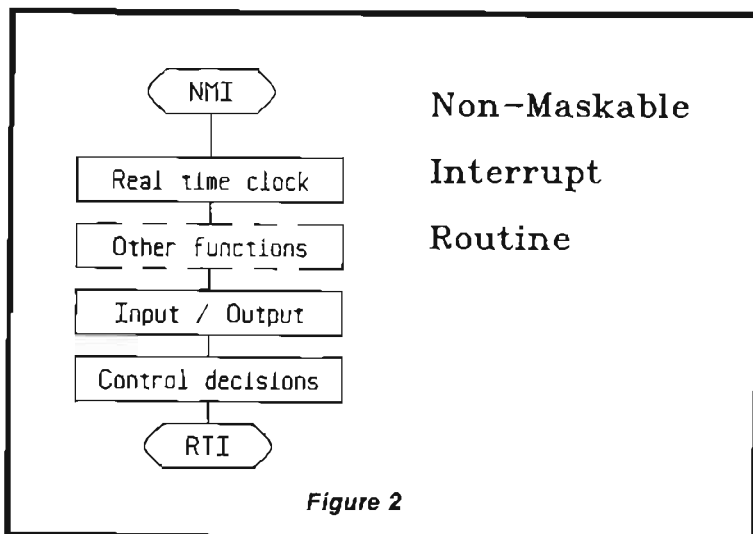 NMI
Non-Maskable
Real time clock
Interrupt
Other functions
Routine
Input / Output
Control decisions
RTI
Figure 2